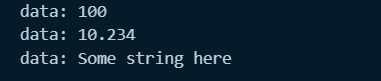 data: 100
data: 10.234
data: Some string here